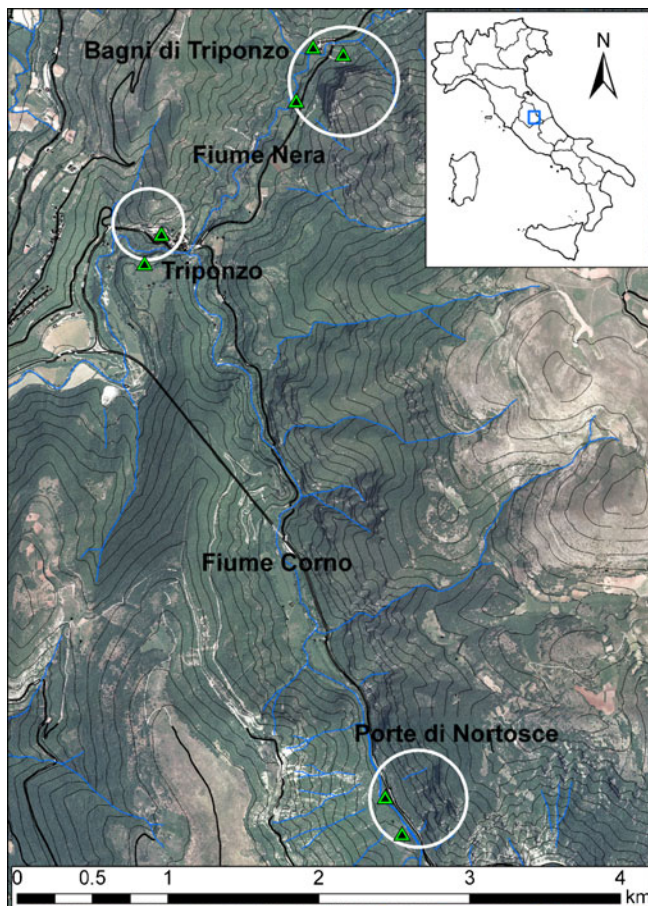 Bagni di Triponzo
N
Fiume Nera
Triponzo
Fiume Corno
Porte di Nortosce
0 0.5 1 2 3 4
km